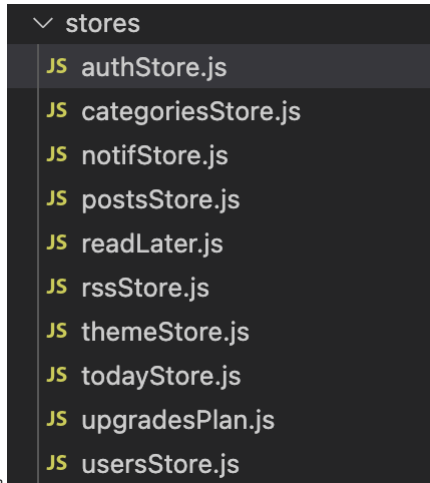 stores
JS authStore.js
JS categoriesStore.js
JS notifStore.js
JS postsStore.js
JS readLater.js
JS rssStore.js
JS themeStore.js
JS todayStore.js
JS upgradesPlan.js
JS usersStore.js